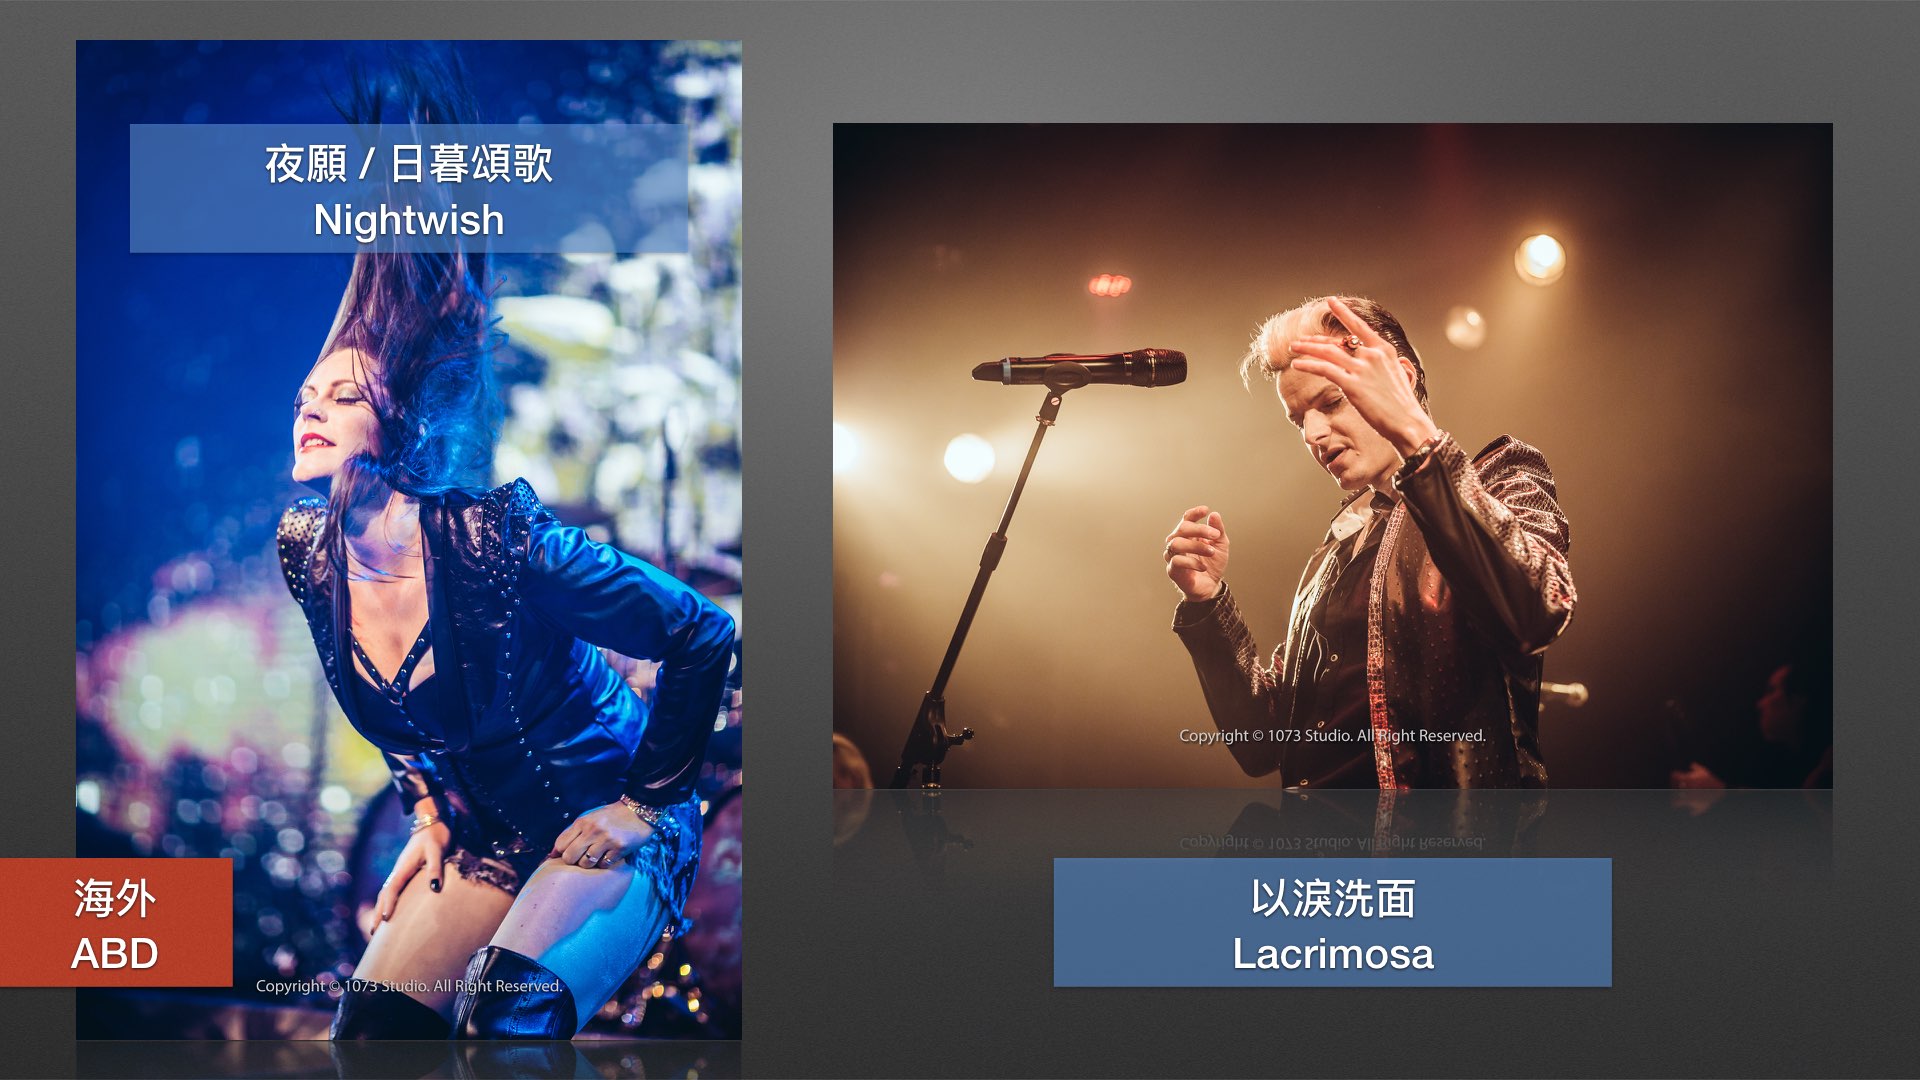 夜願 / 日暮頌歌
Nightwish
Copyright © 1073 Studio. All Right Reserved.
海外
ABD
Copyright © 1073 Studio. All Right Reserved.
以淚洗面
Lacrimosa